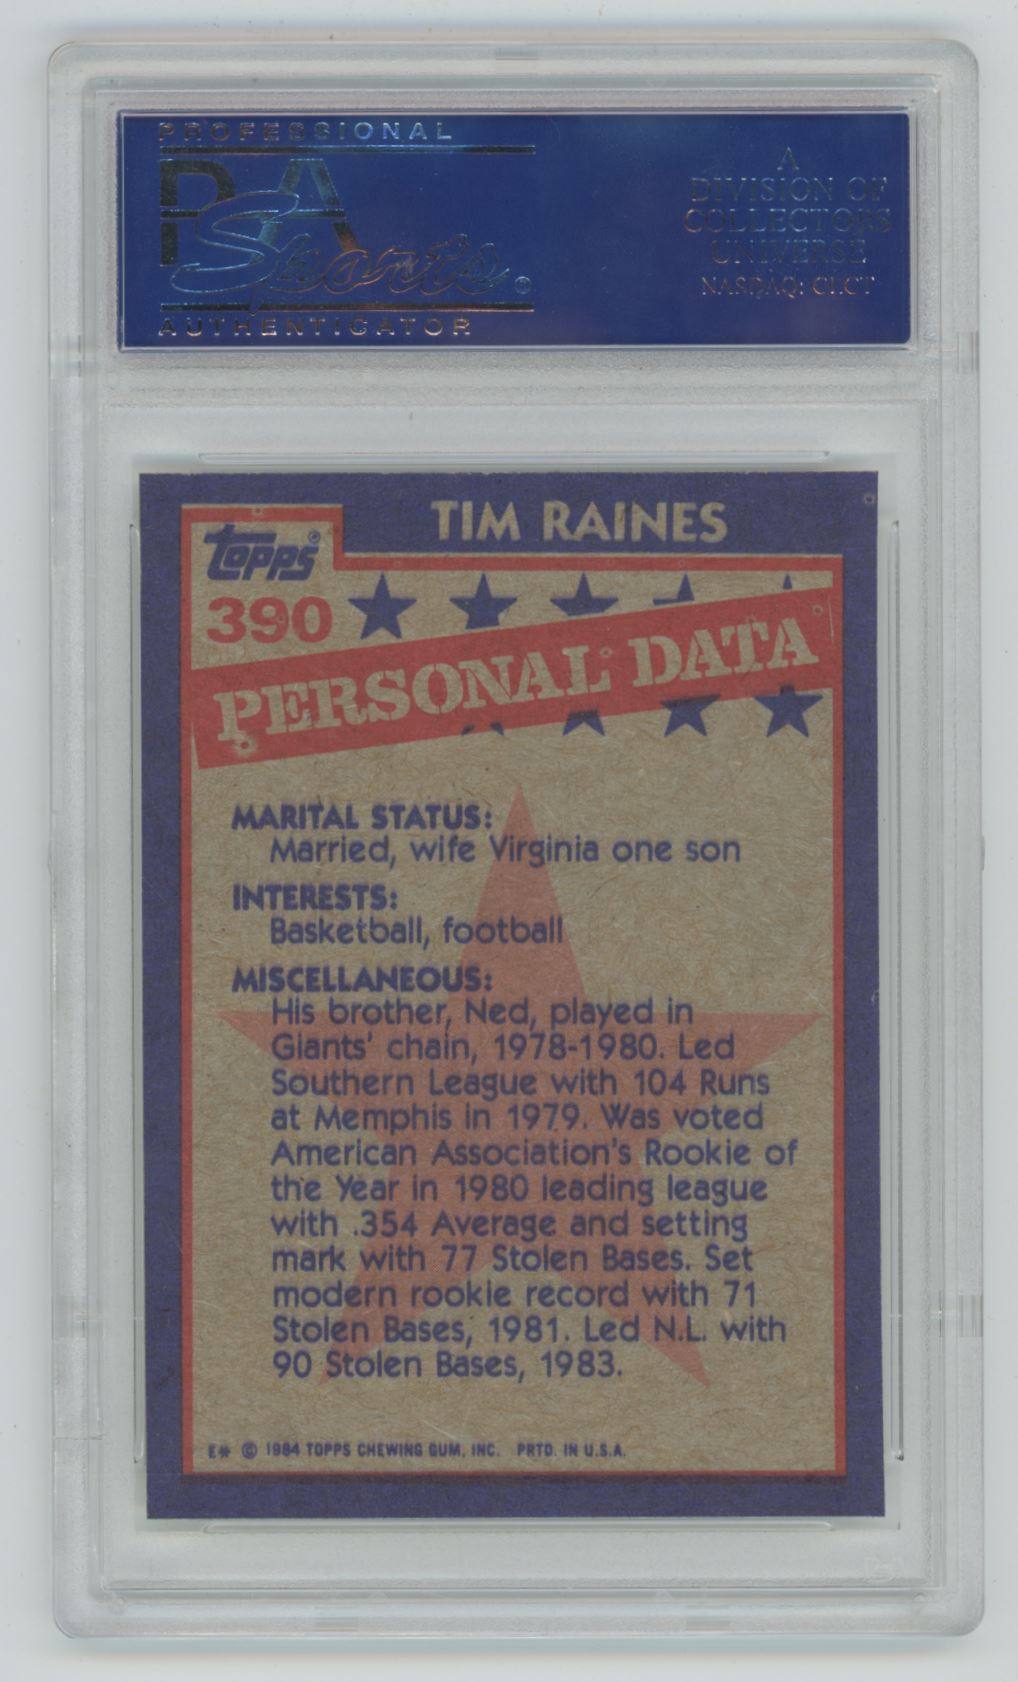 PROFESSIONAL
PSA
Sports®
AUTHENTICATOR
A
DIVISION OF
COLLECTORS
UNIVERSE
NASDAQ: CLCT
TIM RAINES
TOPPS®
390
PERSONAL DATA
MARITAL STATUS:
Married, wife Virginia one son
INTERESTS:
Basketball, football
MISCELLANEOUS:
His brother, Ned, played in
Giants' chain, 1978-1980. Led
Southern League with 104 Runs
at Memphis in 1979. Was voted
American Association's Rookie of
the Year in 1980 leading league
with .354 Average and setting
mark with 77 Stolen Bases. Set
modern rookie record with 71
Stolen Bases, 1981. Led N.L. with
90 Stolen Bases, 1983.
E* © 1984 TOPPS CHEWING GUM, INC. PRTD. IN U.S.A.